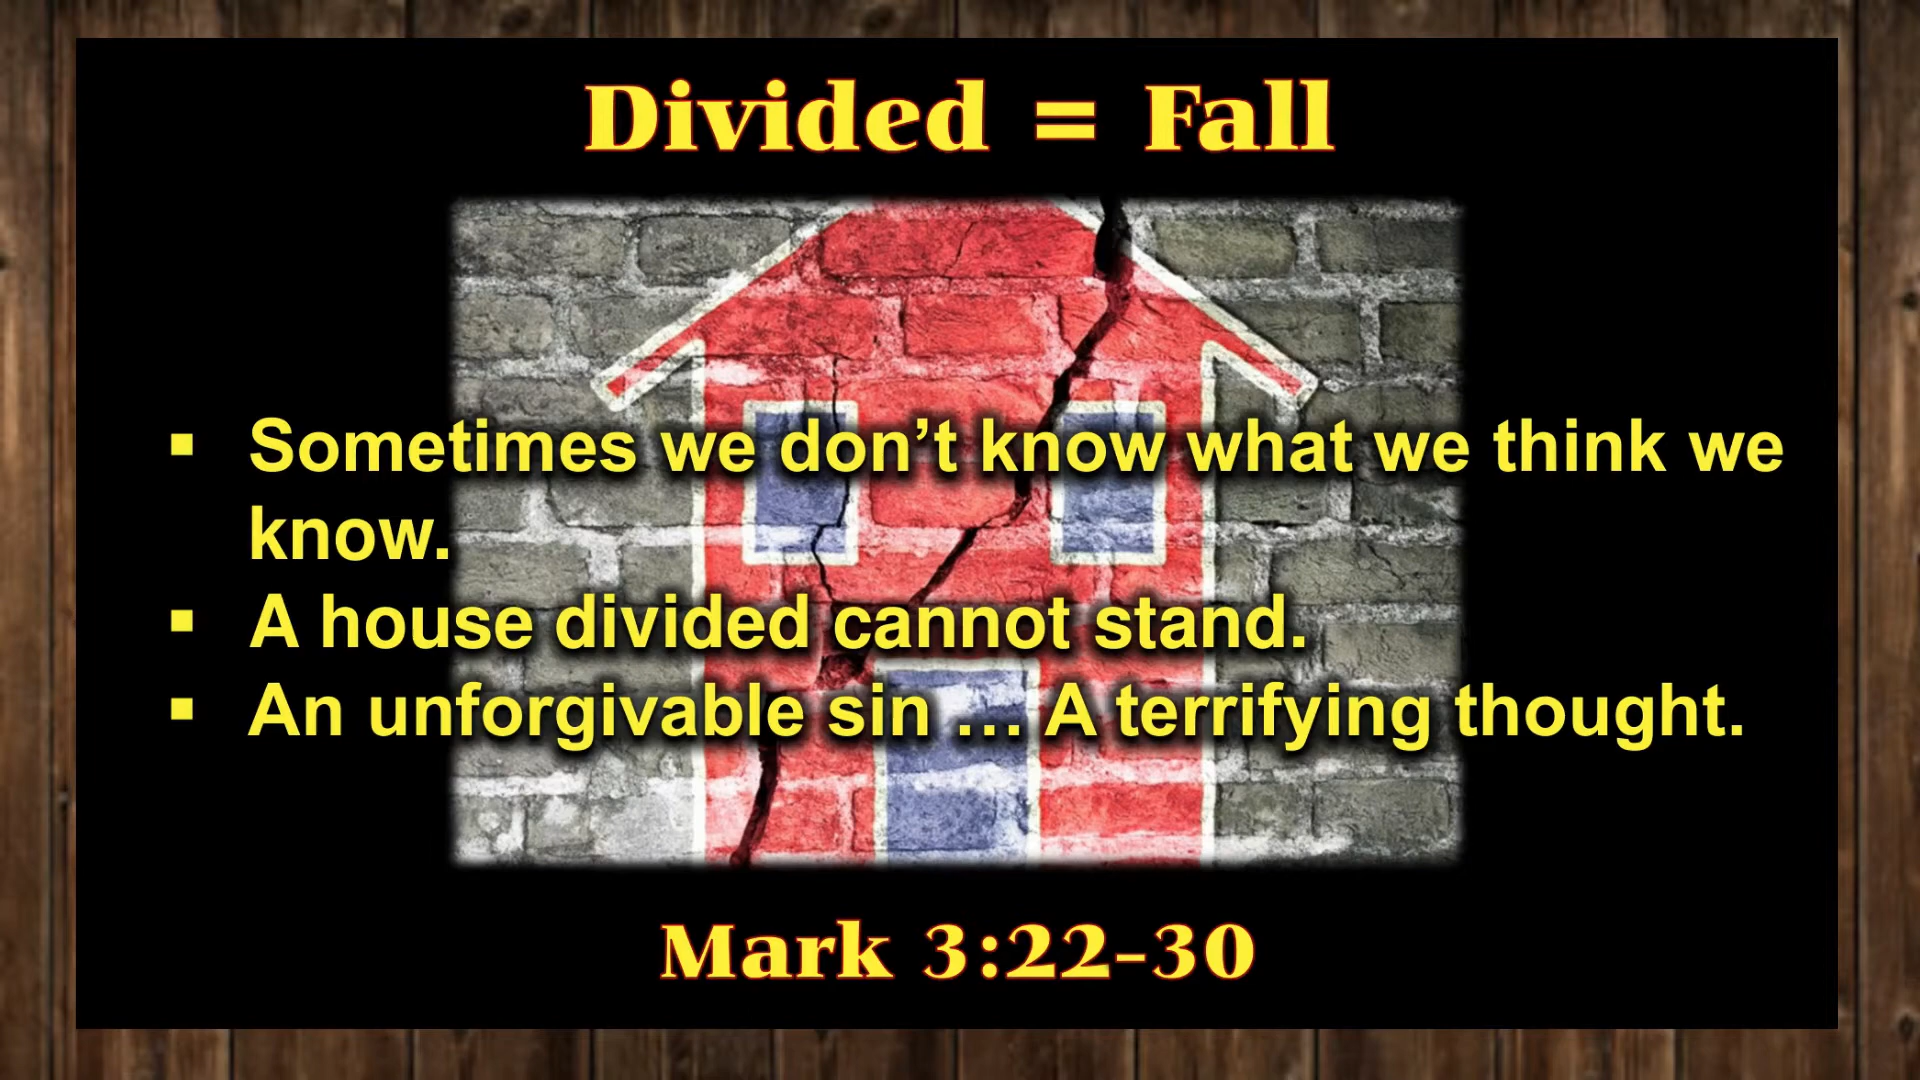 Divided = Fall
▪ Sometimes we don’t know what we think we
know.
▪ A house divided cannot stand.
▪ An unforgivable sin … A terrifying thought.
Mark 3:22-30